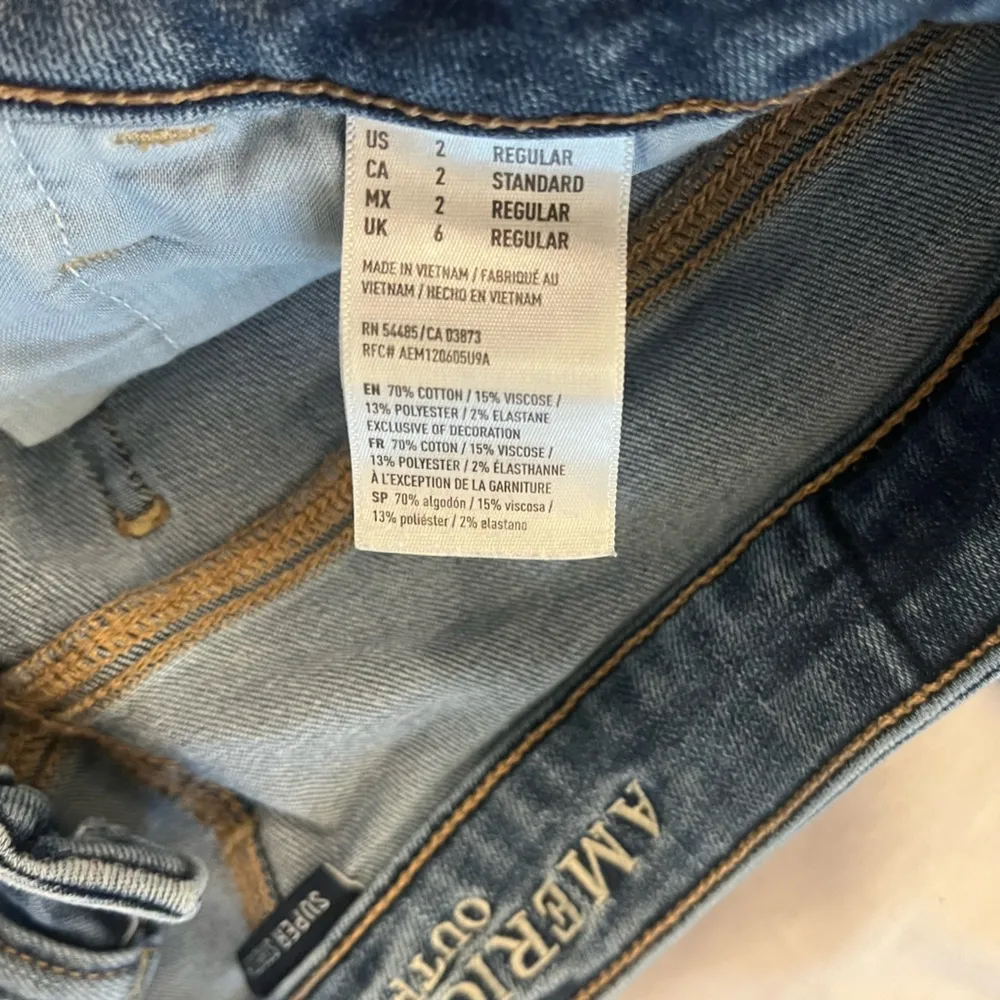 US 2 REGULAR
CA 2 STANDARD
MX 2 REGULAR
UK 6 REGULAR
MADE IN VIETNAM / FABRIQUÉ AU
VIETNAM / HECHO EN VIETNAM
RN 54485/CA 03873
RFC# AEM120605U9A
EN 70% COTTON / 15% VISCOSE /
13% POLYESTER / 2% ELASTANE
EXCLUSIVE OF DECORATION
FR 70% COTON / 15% VISCOSE /
13% POLYESTER / 2% ÉLASTHANNE
À L'EXCEPTION DE LA GARNITURE
SP 70% algodón / 15% viscosa /
13% poliéster / 2% elastano
SUPER
AMERIC
OUTF